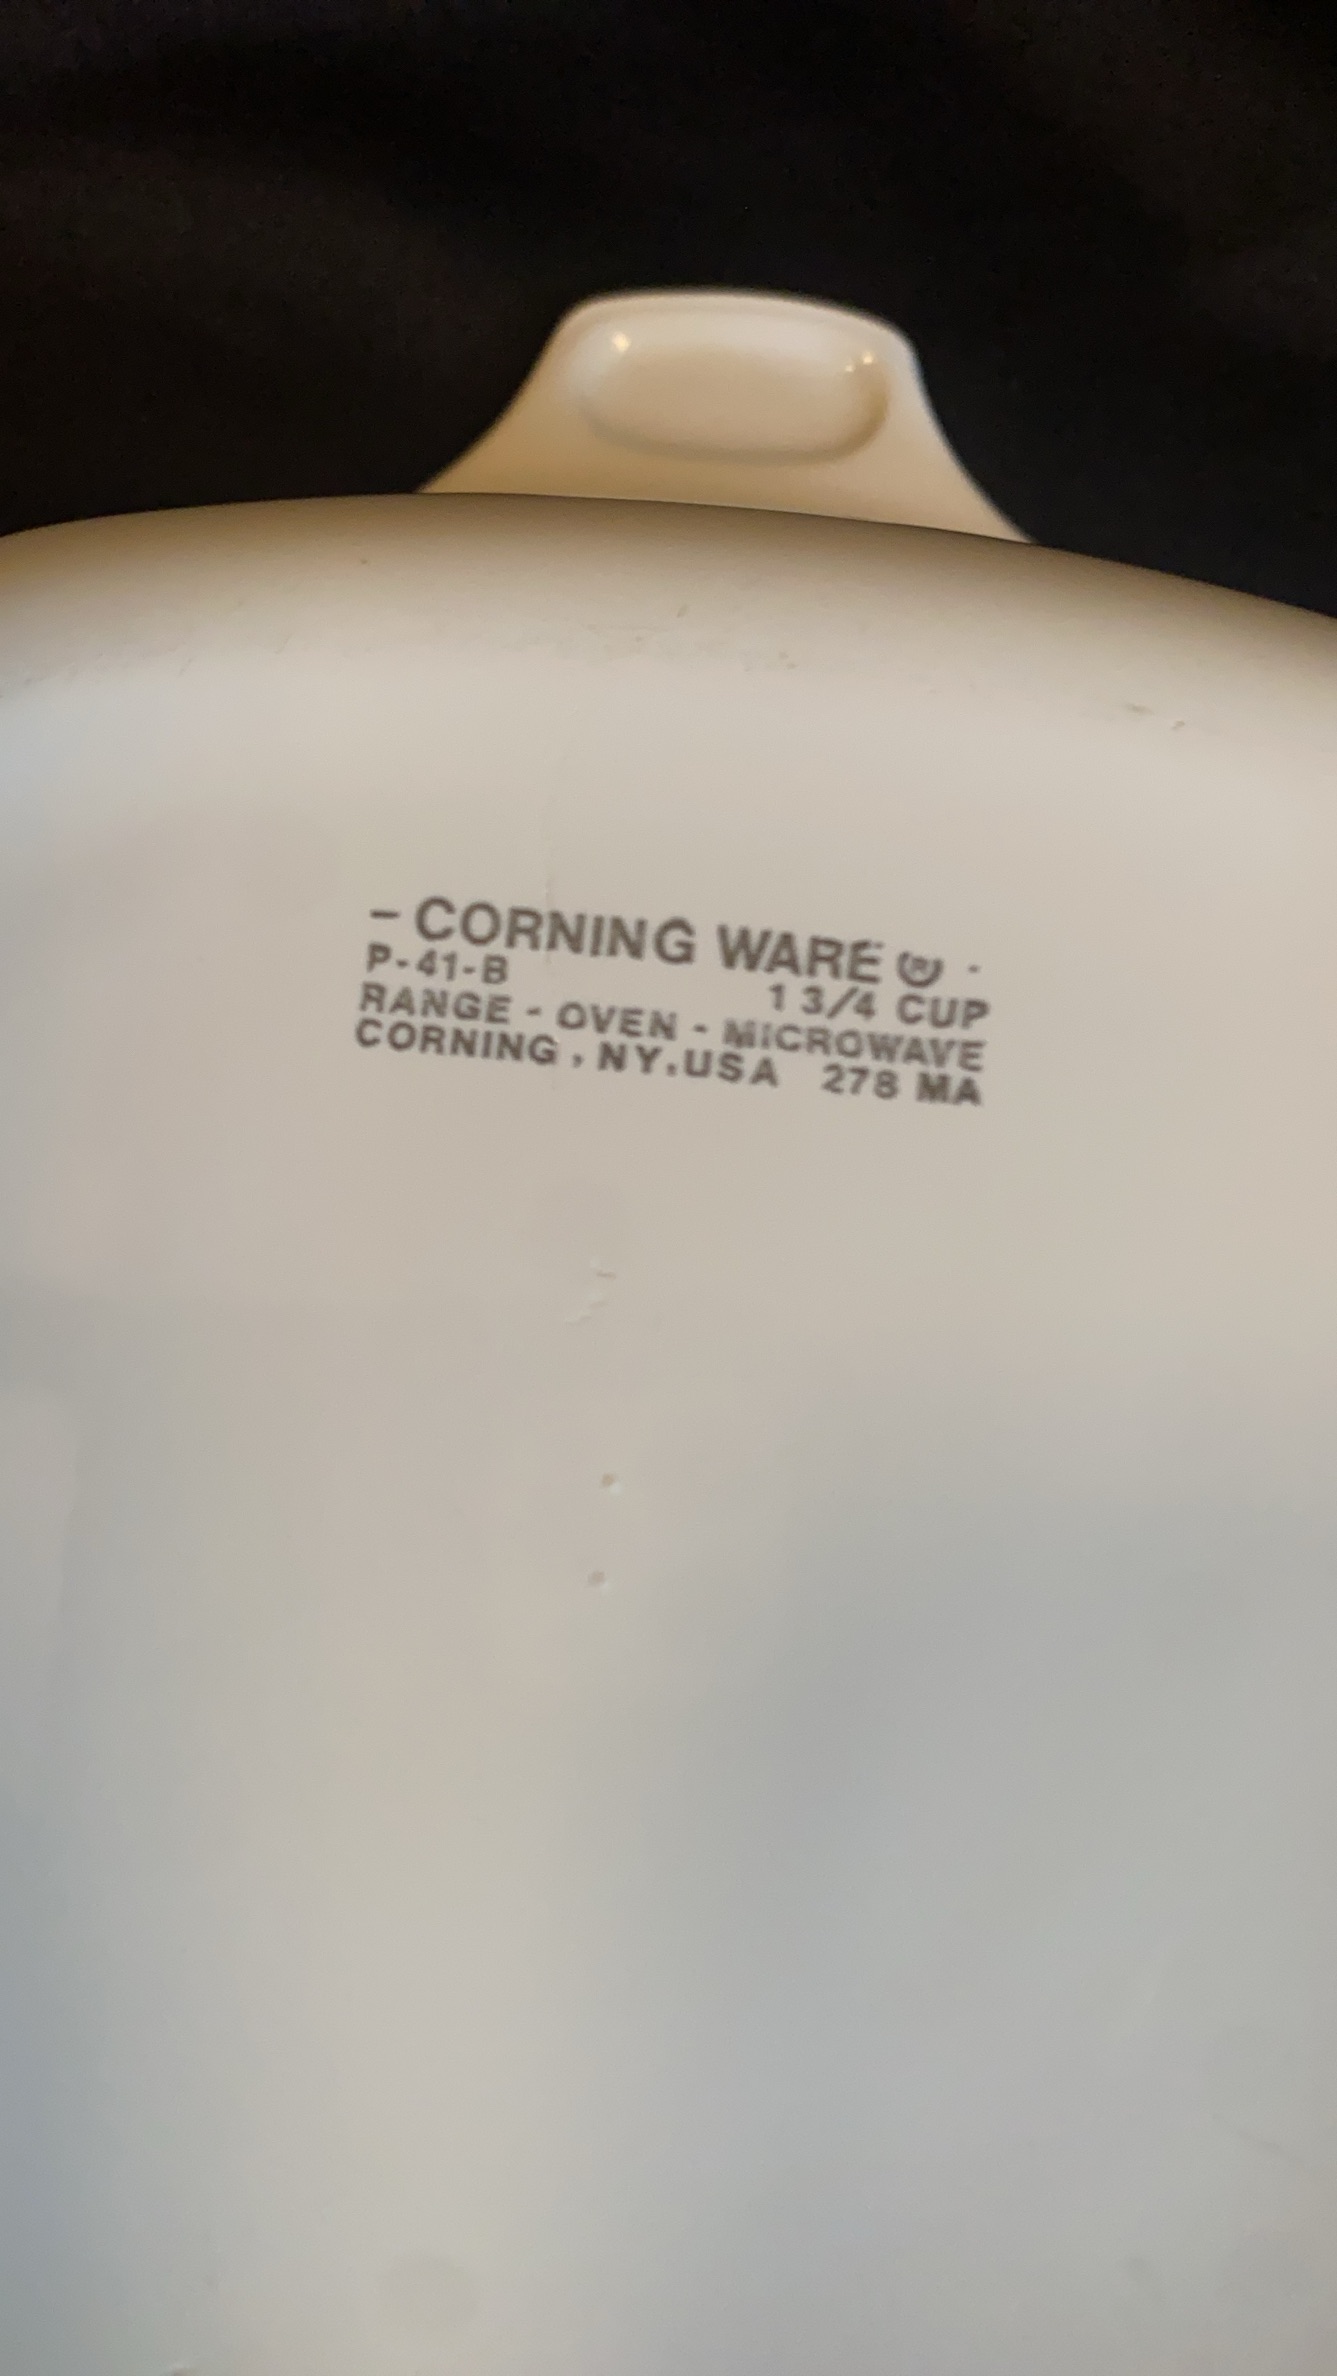 - CORNING WARE ® -
P-41-B 1 3/4 CUP
RANGE - OVEN - MICROWAVE
CORNING , NY.USA 278 MA